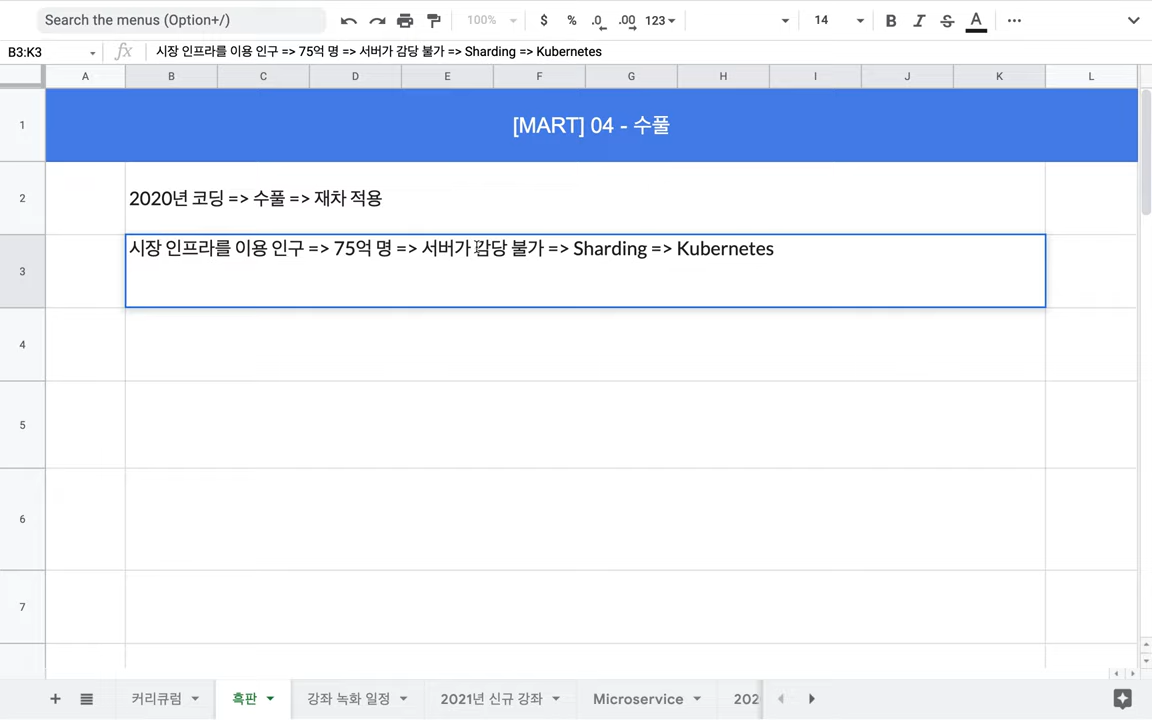 Search the menus (Option+/)
100% $ % .0 .00 123 14 B I S A
B3:K3 fx 시장 인프라를 이용 인구 => 75억 명 => 서버가 감당 불가 => Sharding => Kubernetes
A B C D E F G H I J K L
1 [MART] 04 - 수풀
2 2020년 코딩 => 수풀 => 재차 적용
3 시장 인프라를 이용 인구 => 75억 명 => 서버가 감당 불가 => Sharding => Kubernetes
4
5
6
7
커리큐럼 흑판 강좌 녹화 일정 2021년 신규 강좌 Microservice 202